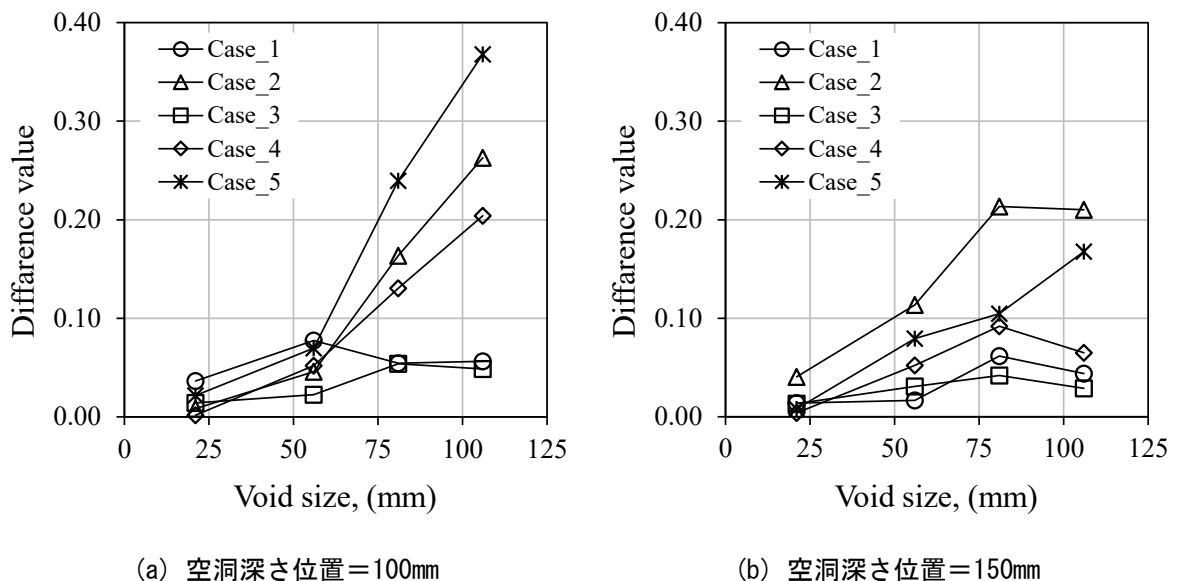 0.40
0.30
0.20
0.10
0.00
Diffarence value
Case_1
Case_2
Case_3
Case_4
Case_5
0 25 50 75 100 125
Void size, (mm)
(a) 空洞深さ位置＝100mm
0.40
0.30
0.20
0.10
0.00
Diffarence value
Case_1
Case_2
Case_3
Case_4
Case_5
0 25 50 75 100 125
Void size, (mm)
(b) 空洞深さ位置＝150mm